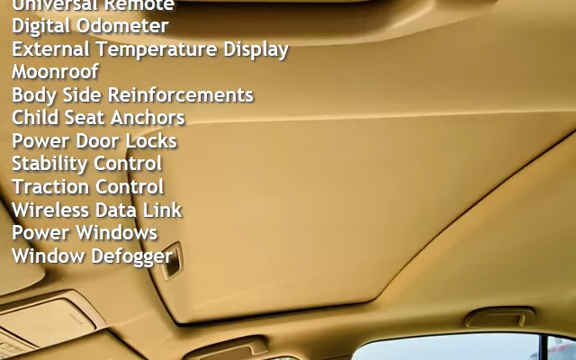 Universal Remote
Digital Odometer
External Temperature Display
Moonroof
Body Side Reinforcements
Child Seat Anchors
Power Door Locks
Stability Control
Traction Control
Wireless Data Link
Power Windows
Window Defogger